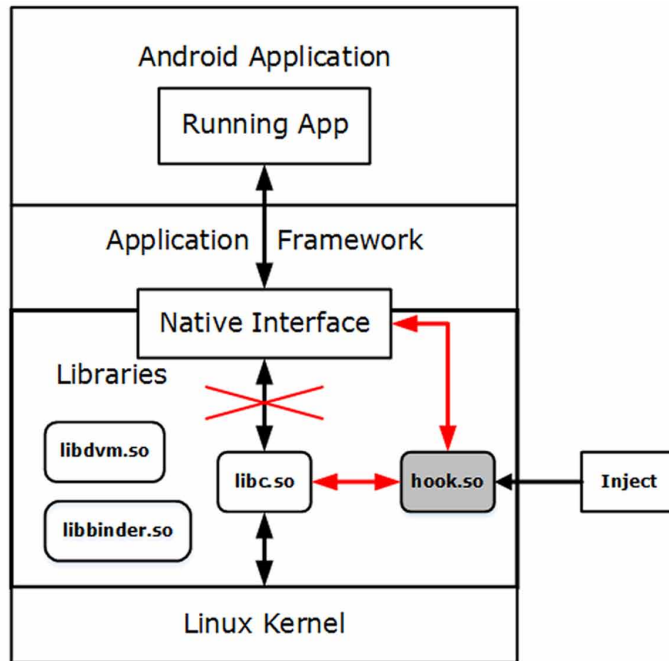 Android Application
Running App
Application Framework
Native Interface
Libraries
libdvm.so
libc.so
hook.so
Inject
libbinder.so
Linux Kernel